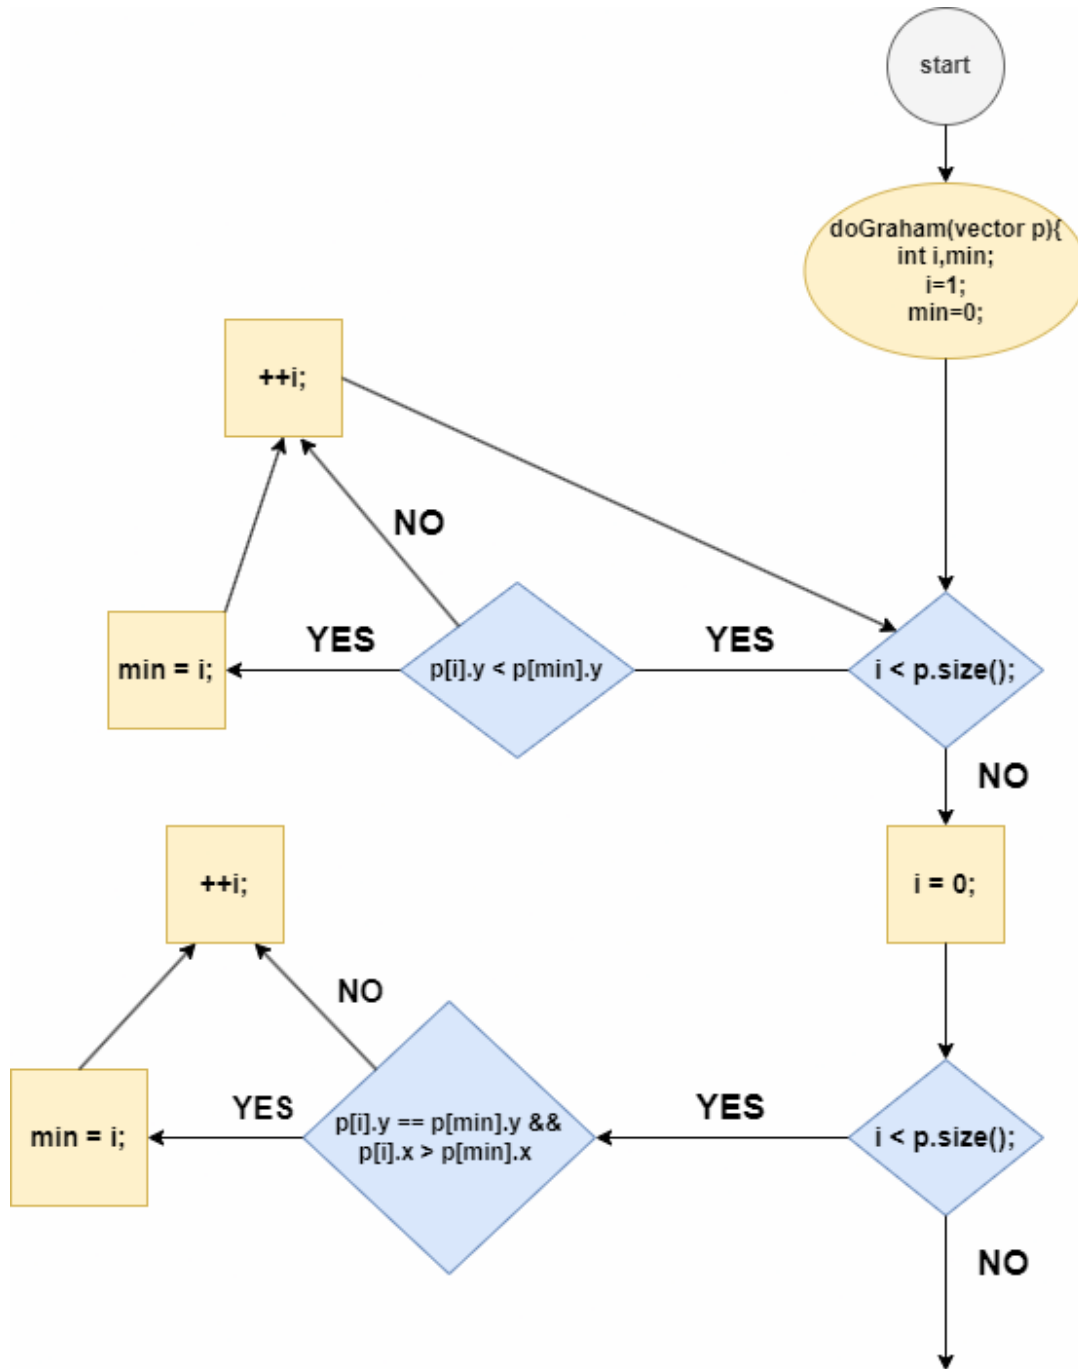 start
doGraham(vector p){
int i,min;
i=1;
min=0;
++i;
NO
min = i;
YES
p[i].y < p[min].y
YES
i < p.size();
NO
++i;
i = 0;
NO
min = i;
YES
p[i].y == p[min].y &&
p[i].x > p[min].x
YES
i < p.size();
NO